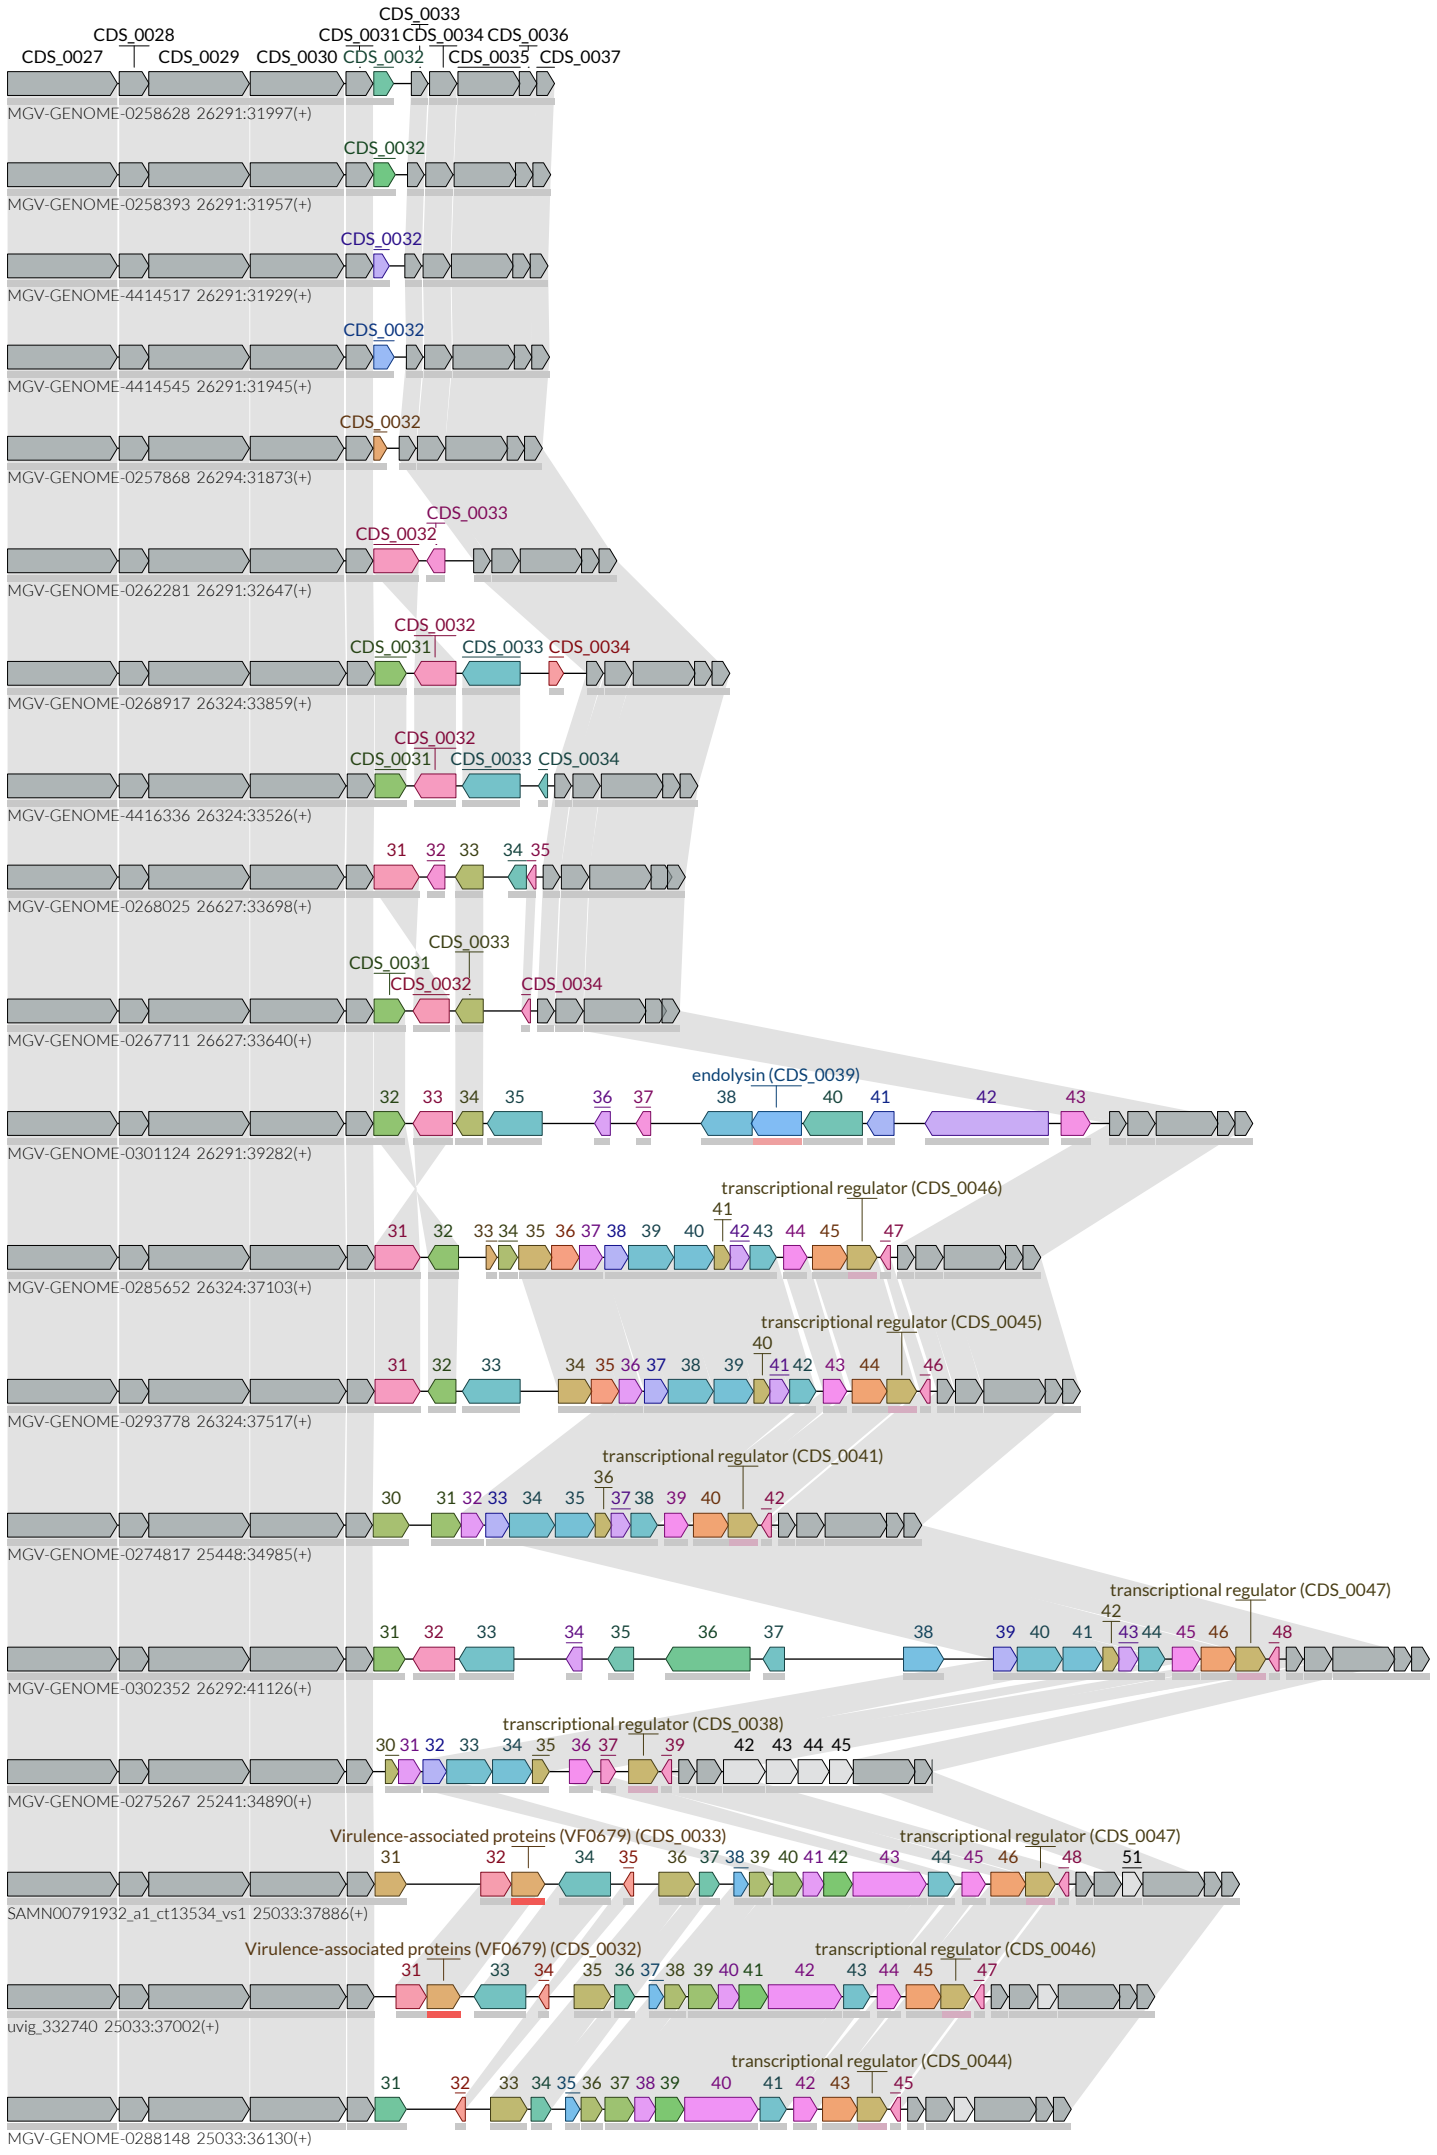 CDS_0033
CDS_0028 CDS_0031 CDS_0034 CDS_0036
CDS_0027 CDS_0029 CDS_0030 CDS_0032 CDS_0035 CDS_0037
MGV-GENOME-0258628 26291:31997(+)
CDS_0032
MGV-GENOME-0258393 26291:31957(+)
CDS_0032
MGV-GENOME-4414517 26291:31929(+)
CDS_0032
MGV-GENOME-4414545 26291:31945(+)
CDS_0032
MGV-GENOME-0257868 26294:31873(+)
CDS_0033
CDS_0032
MGV-GENOME-0262281 26291:32647(+)
CDS_0032
CDS_0031 CDS_0033 CDS_0034
MGV-GENOME-0268917 26324:33859(+)
CDS_0032
CDS_0031 CDS_0033 CDS_0034
MGV-GENOME-4416336 26324:33526(+)
31 32 33 34 35
MGV-GENOME-0268025 26627:33698(+)
CDS_0033
CDS_0031
CDS_0032 CDS_0034
MGV-GENOME-0267711 26627:33640(+)
endolysin (CDS_0039)
32 33 34 35 36 37 38 40 41 42 43
MGV-GENOME-0301124 26291:39282(+)
transcriptional regulator (CDS_0046)
41
31 32 33 34 35 36 37 38 39 40 42 43 44 45 47
MGV-GENOME-0285652 26324:37103(+)
transcriptional regulator (CDS_0045)
40
31 32 33 34 35 36 37 38 39 41 42 43 44 46
MGV-GENOME-0293778 26324:37517(+)
transcriptional regulator (CDS_0041)
36
30 31 32 33 34 35 37 38 39 40 42
MGV-GENOME-0274817 25448:34985(+)
transcriptional regulator (CDS_0047)
42
31 32 33 34 35 36 37 38 39 40 41 43 44 45 46 48
MGV-GENOME-0302352 26292:41126(+)
transcriptional regulator (CDS_0038)
30 31 32 33 34 35 36 37 39 42 43 44 45
MGV-GENOME-0275267 25241:34890(+)
Virulence-associated proteins (VF0679) (CDS_0033) transcriptional regulator (CDS_0047)
31 32 34 35 36 37 38 39 40 41 42 43 44 45 46 48 51
SAMN00791932_a1_ct13534_vs1 25033:37886(+)
Virulence-associated proteins (VF0679) (CDS_0032) transcriptional regulator (CDS_0046)
31 33 34 35 36 37 38 39 40 41 42 43 44 45 47
uvig_332740 25033:37002(+)
transcriptional regulator (CDS_0044)
31 32 33 34 35 36 37 38 39 40 41 42 43 45
MGV-GENOME-0288148 25033:36130(+)